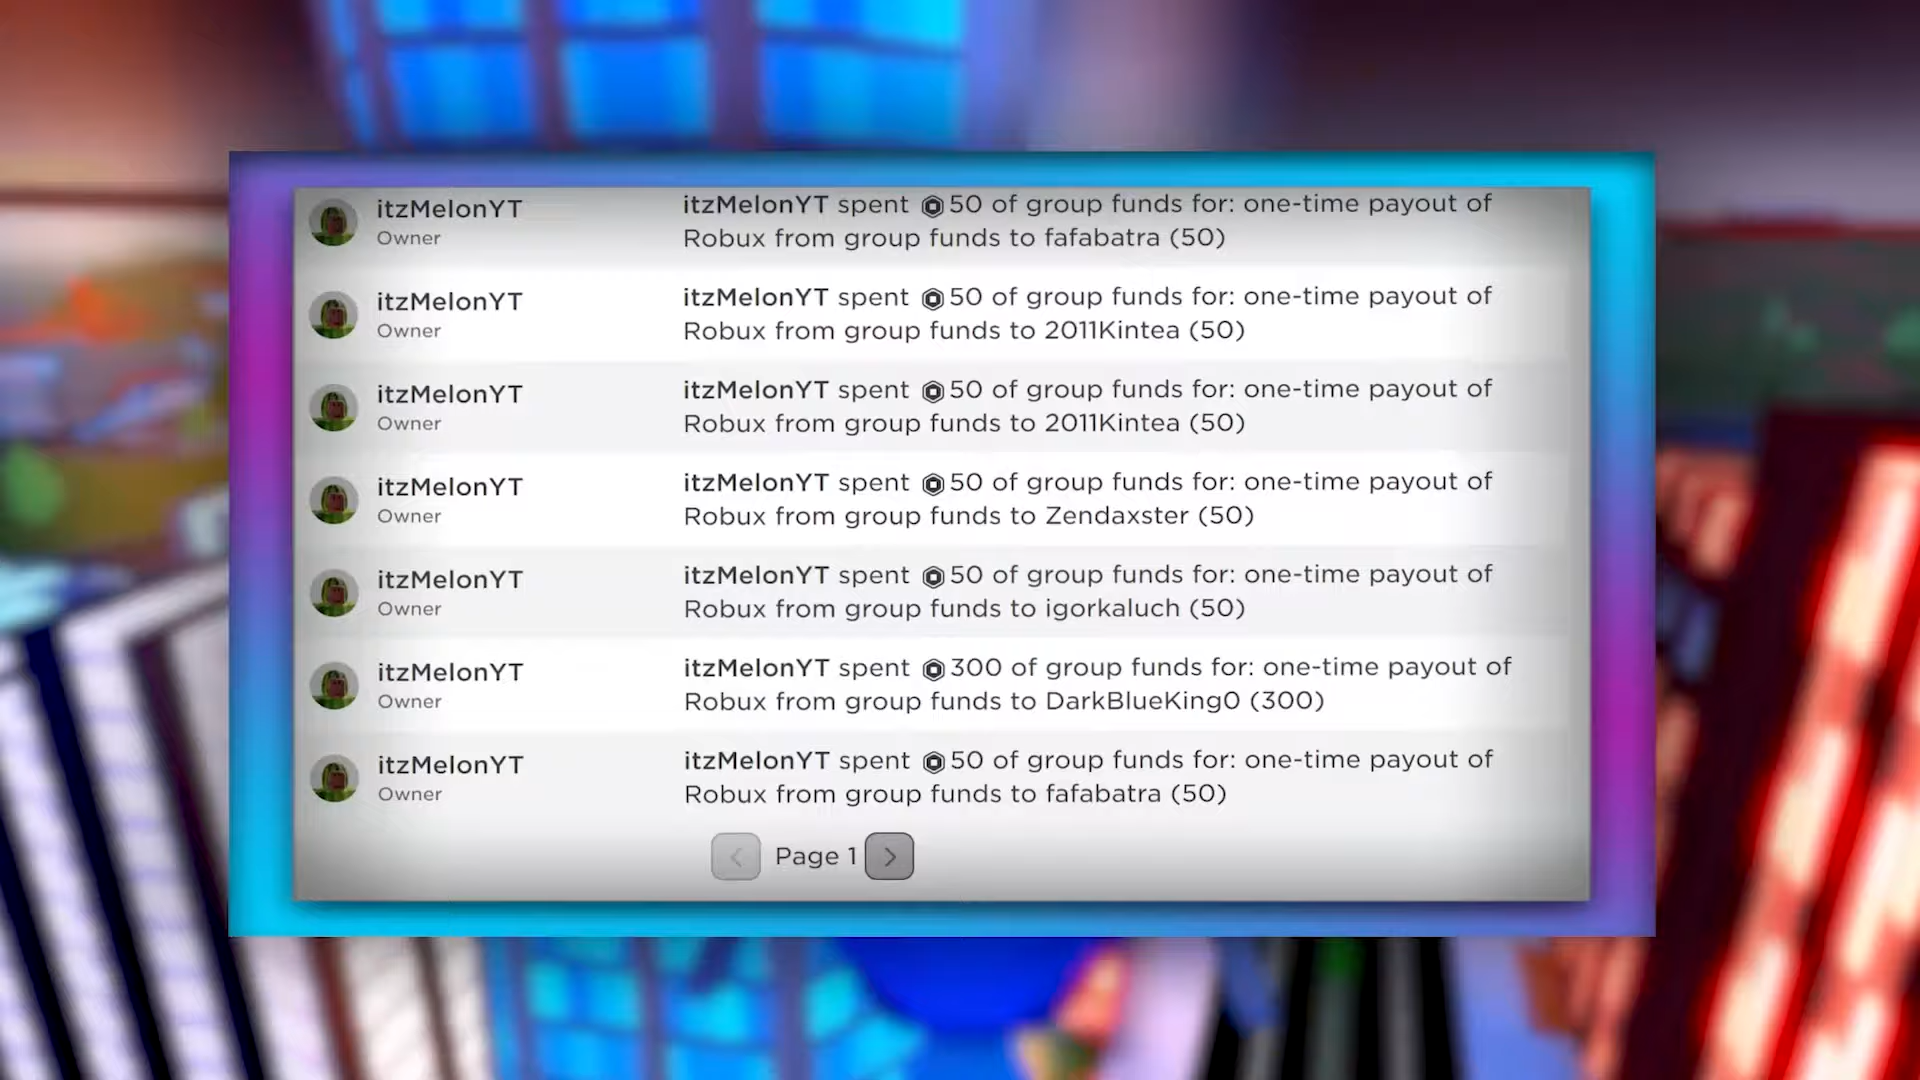 itzMelonYT
Owner
itzMelonYT spent 50 of group funds for: one-time payout of
Robux from group funds to fafabatra (50)
itzMelonYT
Owner
itzMelonYT spent 50 of group funds for: one-time payout of
Robux from group funds to 2011Kintea (50)
itzMelonYT
Owner
itzMelonYT spent 50 of group funds for: one-time payout of
Robux from group funds to 2011Kintea (50)
itzMelonYT
Owner
itzMelonYT spent 50 of group funds for: one-time payout of
Robux from group funds to Zendaxster (50)
itzMelonYT
Owner
itzMelonYT spent 50 of group funds for: one-time payout of
Robux from group funds to igorkaluch (50)
itzMelonYT
Owner
itzMelonYT spent 300 of group funds for: one-time payout of
Robux from group funds to DarkBlueKing0 (300)
itzMelonYT
Owner
itzMelonYT spent 50 of group funds for: one-time payout of
Robux from group funds to fafabatra (50)
Page 1